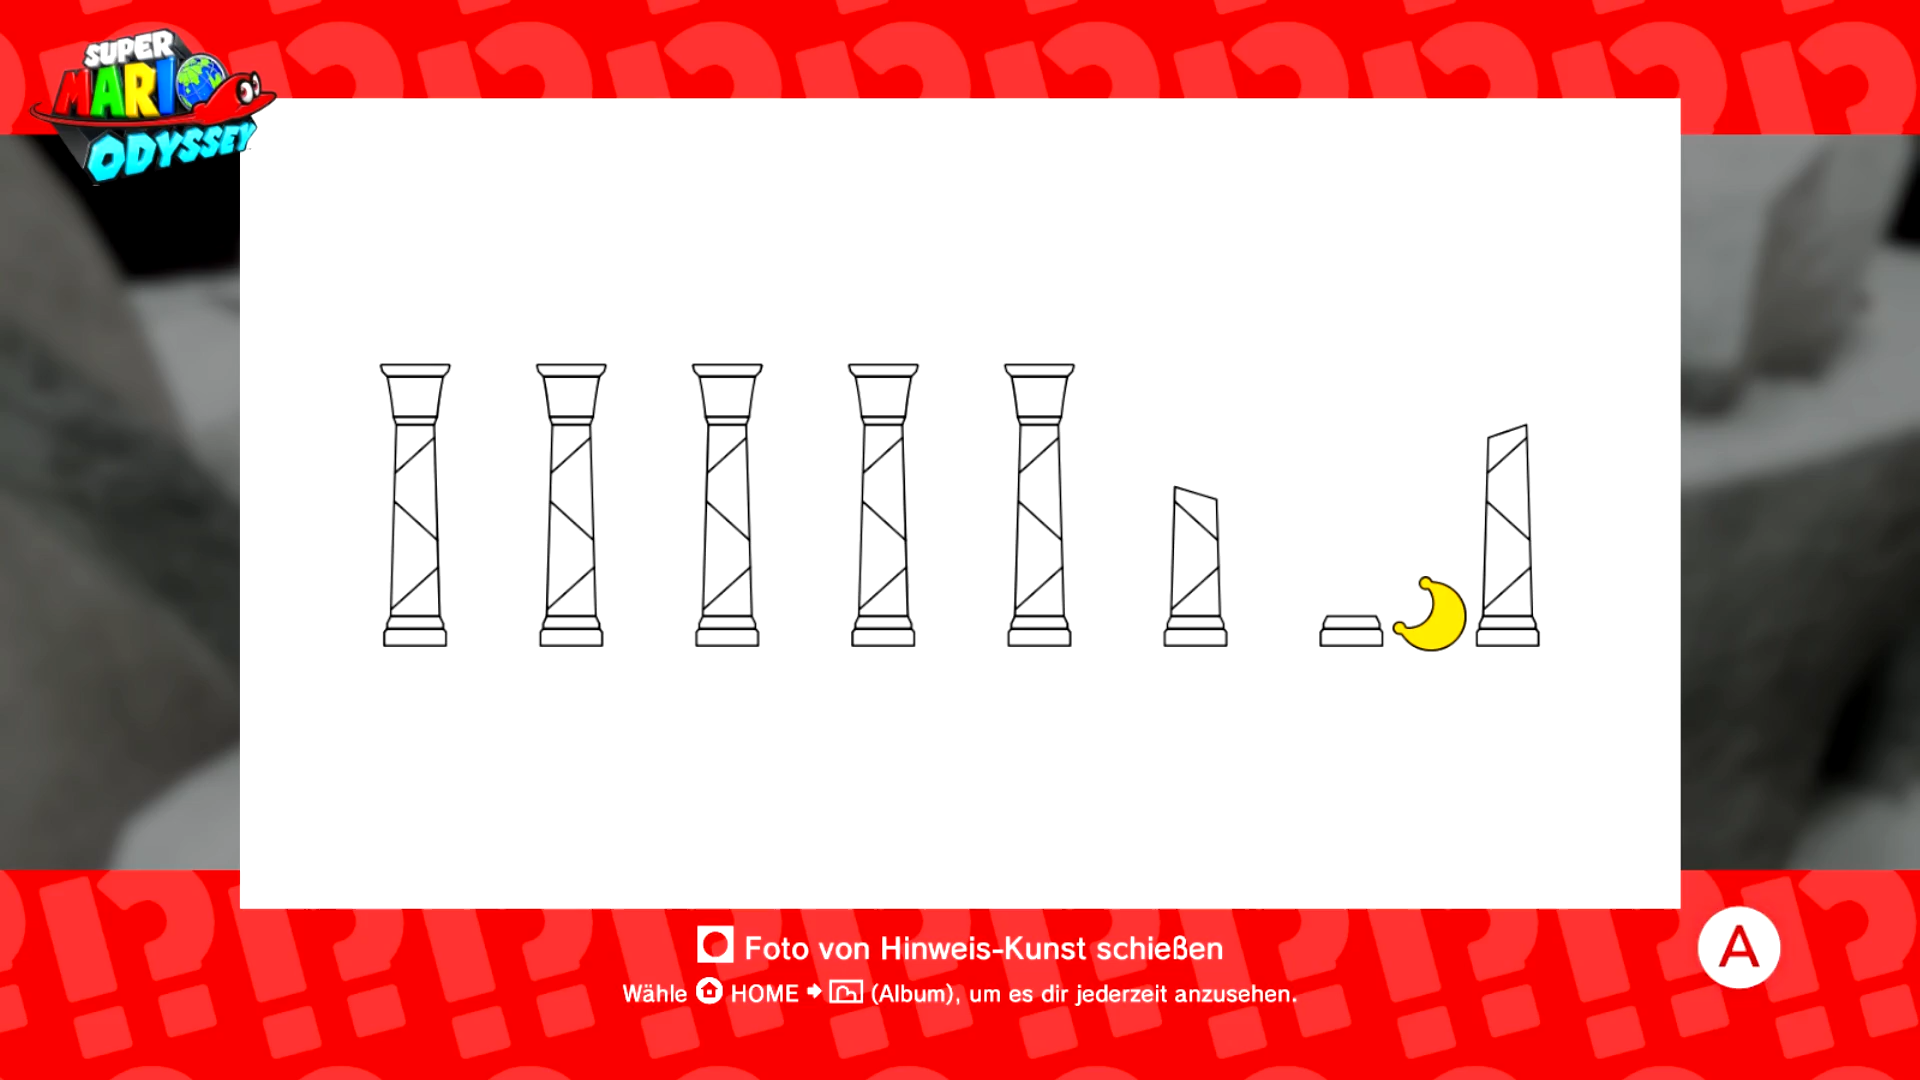 SUPER
MARIO
ODYSSEY
Foto von Hinweis-Kunst schießen
Wähle HOME (Album), um es dir jederzeit anzusehen.
A